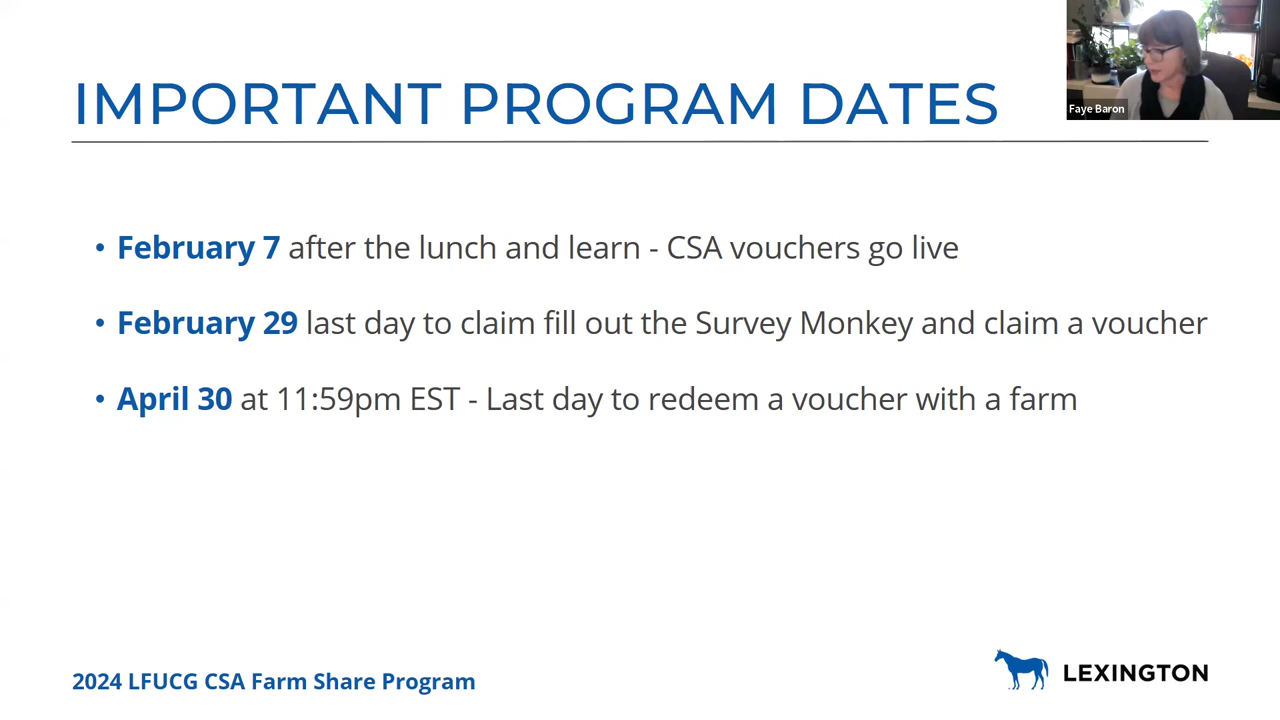 IMPORTANT PROGRAM DATES
Faye Baron
• February 7 after the lunch and learn - CSA vouchers go live
• February 29 last day to claim fill out the Survey Monkey and claim a voucher
• April 30 at 11:59pm EST - Last day to redeem a voucher with a farm
2024 LFUCG CSA Farm Share Program
LEXINGTON